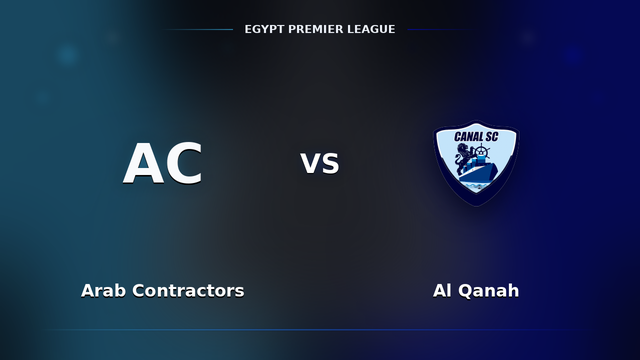 EGYPT PREMIER LEAGUE
AC
VS
CANAL SC
Arab Contractors
Al Qanah